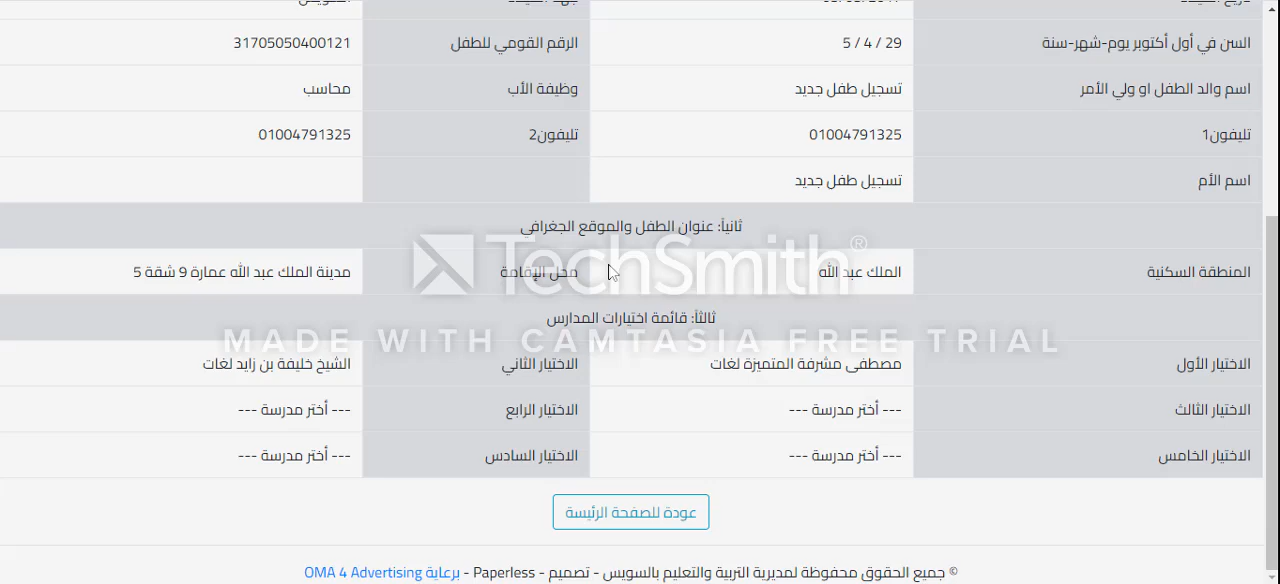 السن في أول أكتوبر يوم-شهر-سنة 29 / 4 / 5 الرقم القومي للطفل 31705050400121
اسم والد الطفل او ولي الأمر تسجيل طفل جديد وظيفة الأب محاسب
تليفون1 01004791325 تليفون2 01004791325
اسم الأم تسجيل طفل جديد
ثانياً: عنوان الطفل والموقع الجغرافي
المنطقة السكنية الملك عبد الله محل الإقامة مدينة الملك عبد الله عمارة 9 شقة 5
TechSmith®
ثالثاً: قائمة اختيارات المدارس
MADE WITH CAMTASIA FREE TRIAL
الاختيار الأول مصطفى مشرفة المتميزة لغات الاختيار الثاني الشيخ خليفة بن زايد لغات
الاختيار الثالث --- أختر مدرسة --- الاختيار الرابع --- أختر مدرسة ---
الاختيار الخامس --- أختر مدرسة --- الاختيار السادس --- أختر مدرسة ---
عودة للصفحة الرئيسة
© جميع الحقوق محفوظة لمديرية التربية والتعليم بالسويس - تصميم - Paperless - برعاية OMA 4 Advertising